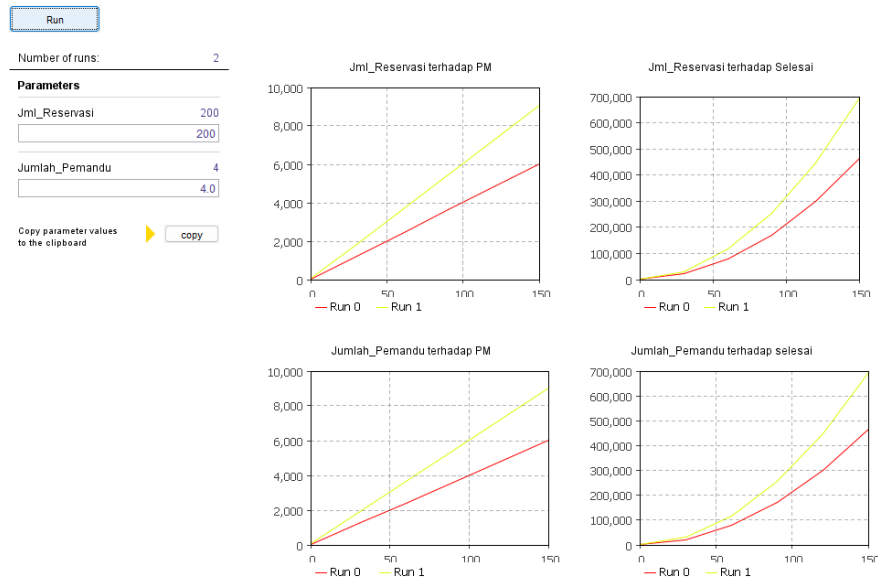 Run
Number of runs: 2
Parameters
Jml_Reservasi 200
200
Jumlah_Pemandu 4
4.0
Copy parameter values
to the clipboard
copy
Jml_Reservasi terhadap PM
10,000
8,000
6,000
4,000
2,000
0
0 50 100 150
Run 0 Run 1
Jml_Reservasi terhadap Selesai
700,000
600,000
500,000
400,000
300,000
200,000
100,000
0
0 50 100 150
Run 0 Run 1
Jumlah_Pemandu terhadap PM
10,000
8,000
6,000
4,000
2,000
0
0 50 100 150
Run 0 Run 1
Jumlah_Pemandu terhadap selesai
700,000
600,000
500,000
400,000
300,000
200,000
100,000
0
0 50 100 150
Run 0 Run 1